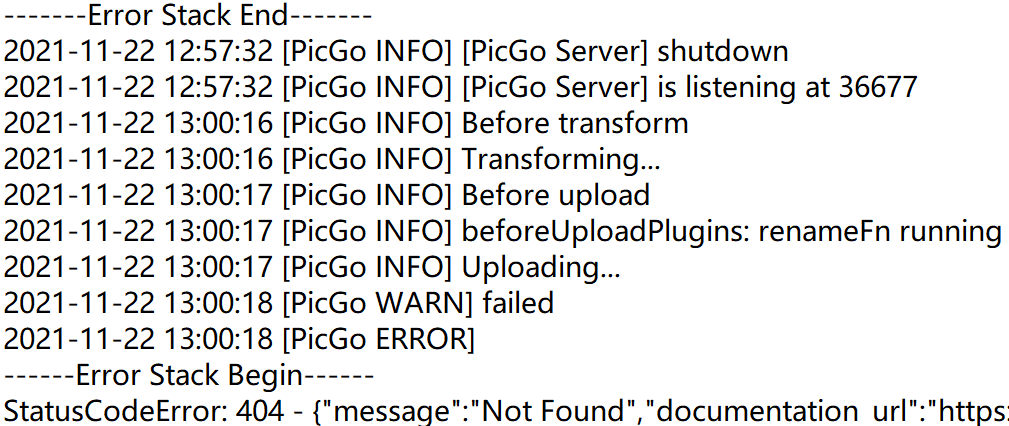 -------Error Stack End-------
2021-11-22 12:57:32 [PicGo INFO] [PicGo Server] shutdown
2021-11-22 12:57:32 [PicGo INFO] [PicGo Server] is listening at 36677
2021-11-22 13:00:16 [PicGo INFO] Before transform
2021-11-22 13:00:16 [PicGo INFO] Transforming...
2021-11-22 13:00:17 [PicGo INFO] Before upload
2021-11-22 13:00:17 [PicGo INFO] beforeUploadPlugins: renameFn running
2021-11-22 13:00:17 [PicGo INFO] Uploading...
2021-11-22 13:00:18 [PicGo WARN] failed
2021-11-22 13:00:18 [PicGo ERROR]
------Error Stack Begin------
StatusCodeError: 404 - {"message":"Not Found","documentation_url":"https: